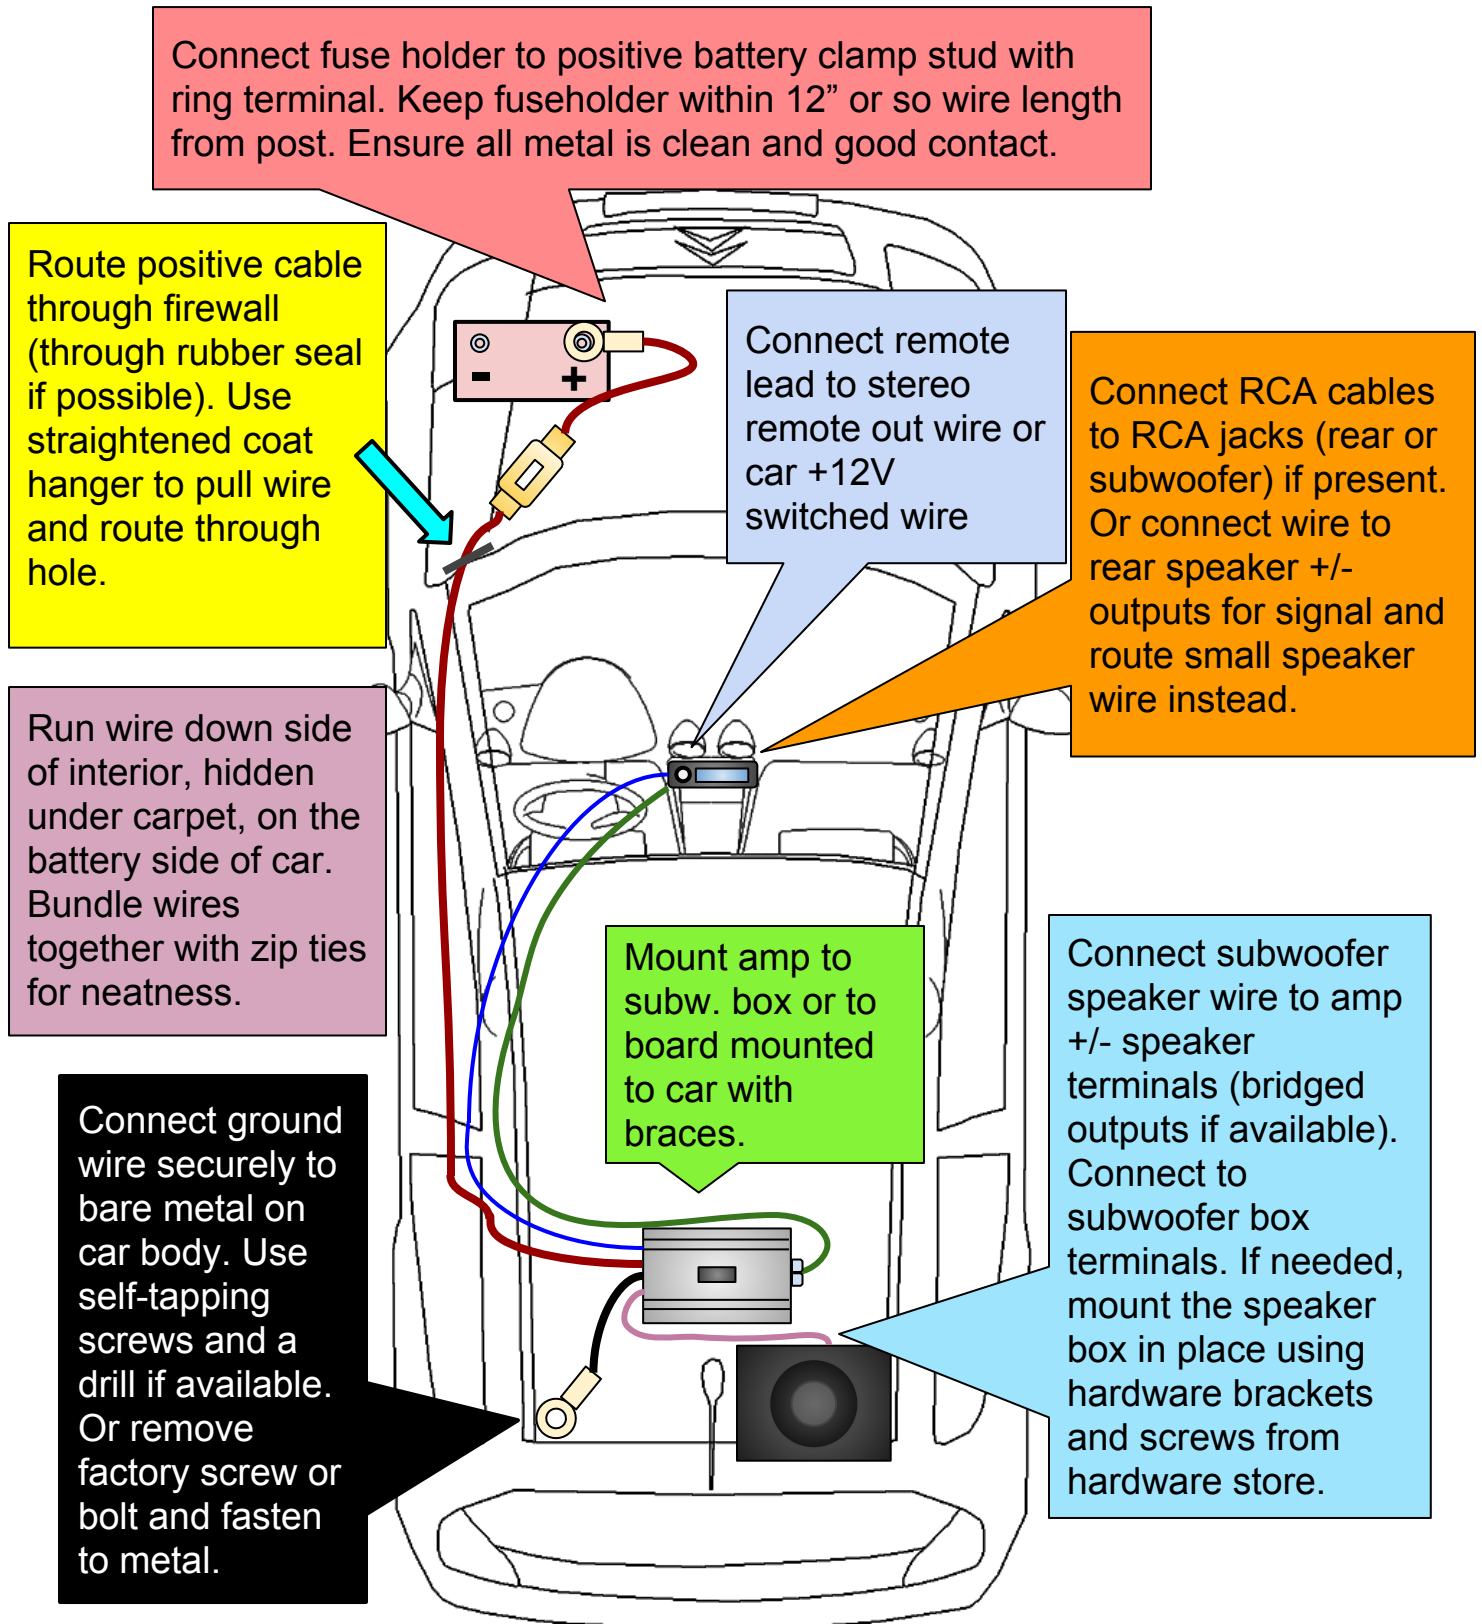 Connect fuse holder to positive battery clamp stud with
ring terminal. Keep fuseholder within 12” or so wire length
from post. Ensure all metal is clean and good contact.
Route positive cable
through firewall
(through rubber seal
if possible). Use
straightened coat
hanger to pull wire
and route through
hole.
- +
Connect remote
lead to stereo
remote out wire or
car +12V
switched wire
Connect RCA cables
to RCA jacks (rear or
subwoofer) if present.
Or connect wire to
rear speaker +/-
outputs for signal and
route small speaker
wire instead.
Run wire down side
of interior, hidden
under carpet, on the
battery side of car.
Bundle wires
together with zip ties
for neatness.
Mount amp to
subw. box or to
board mounted
to car with
braces.
Connect subwoofer
speaker wire to amp
+/- speaker
terminals (bridged
outputs if available).
Connect to
subwoofer box
terminals. If needed,
mount the speaker
box in place using
hardware brackets
and screws from
hardware store.
Connect ground
wire securely to
bare metal on
car body. Use
self-tapping
screws and a
drill if available.
Or remove
factory screw or
bolt and fasten
to metal.